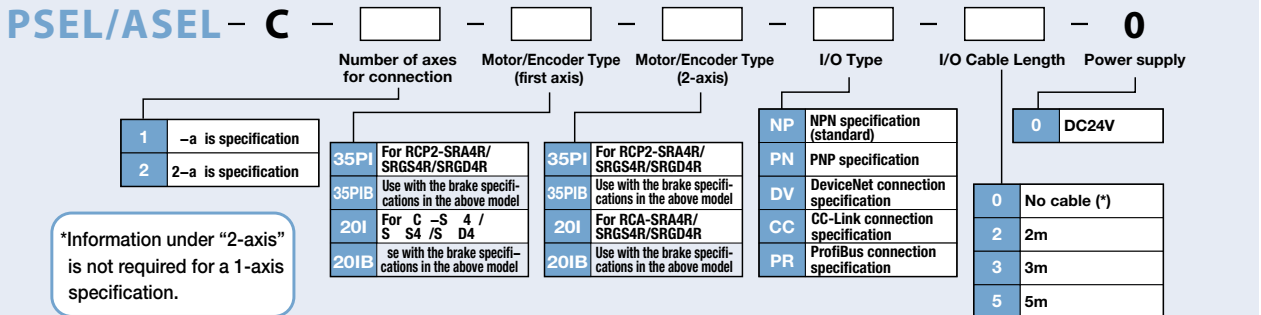 PSEL/ASEL – C – – – – – – 0
Number of axes
for connection
Motor/Encoder Type
(first axis)
Motor/Encoder Type
(2-axis)
I/O Type
I/O Cable Length
Power supply
1 –a is specification
2 2–a is specification
35PI For RCP2-SRA4R/
SRGS4R/SRGD4R
35PIB Use with the brake specifi-
cations in the above model
20I For C –S 4 /
S S4 /S D4
20IB se with the brake specifi–
cations in the above model
35PI For RCP2-SRA4R/
SRGS4R/SRGD4R
35PIB Use with the brake specifi-
cations in the above model
20I For RCA-SRA4R/
SRGS4R/SRGD4R
20IB Use with the brake specifi-
cations in the above model
NP NPN specification
(standard)
PN PNP specification
DV DeviceNet connection
specification
CC CC-Link connection
specification
PR ProfiBus connection
specification
0 DC24V
0 No cable (*)
2 2m
3 3m
5 5m
*Information under “2-axis”
is not required for a 1-axis
specification.